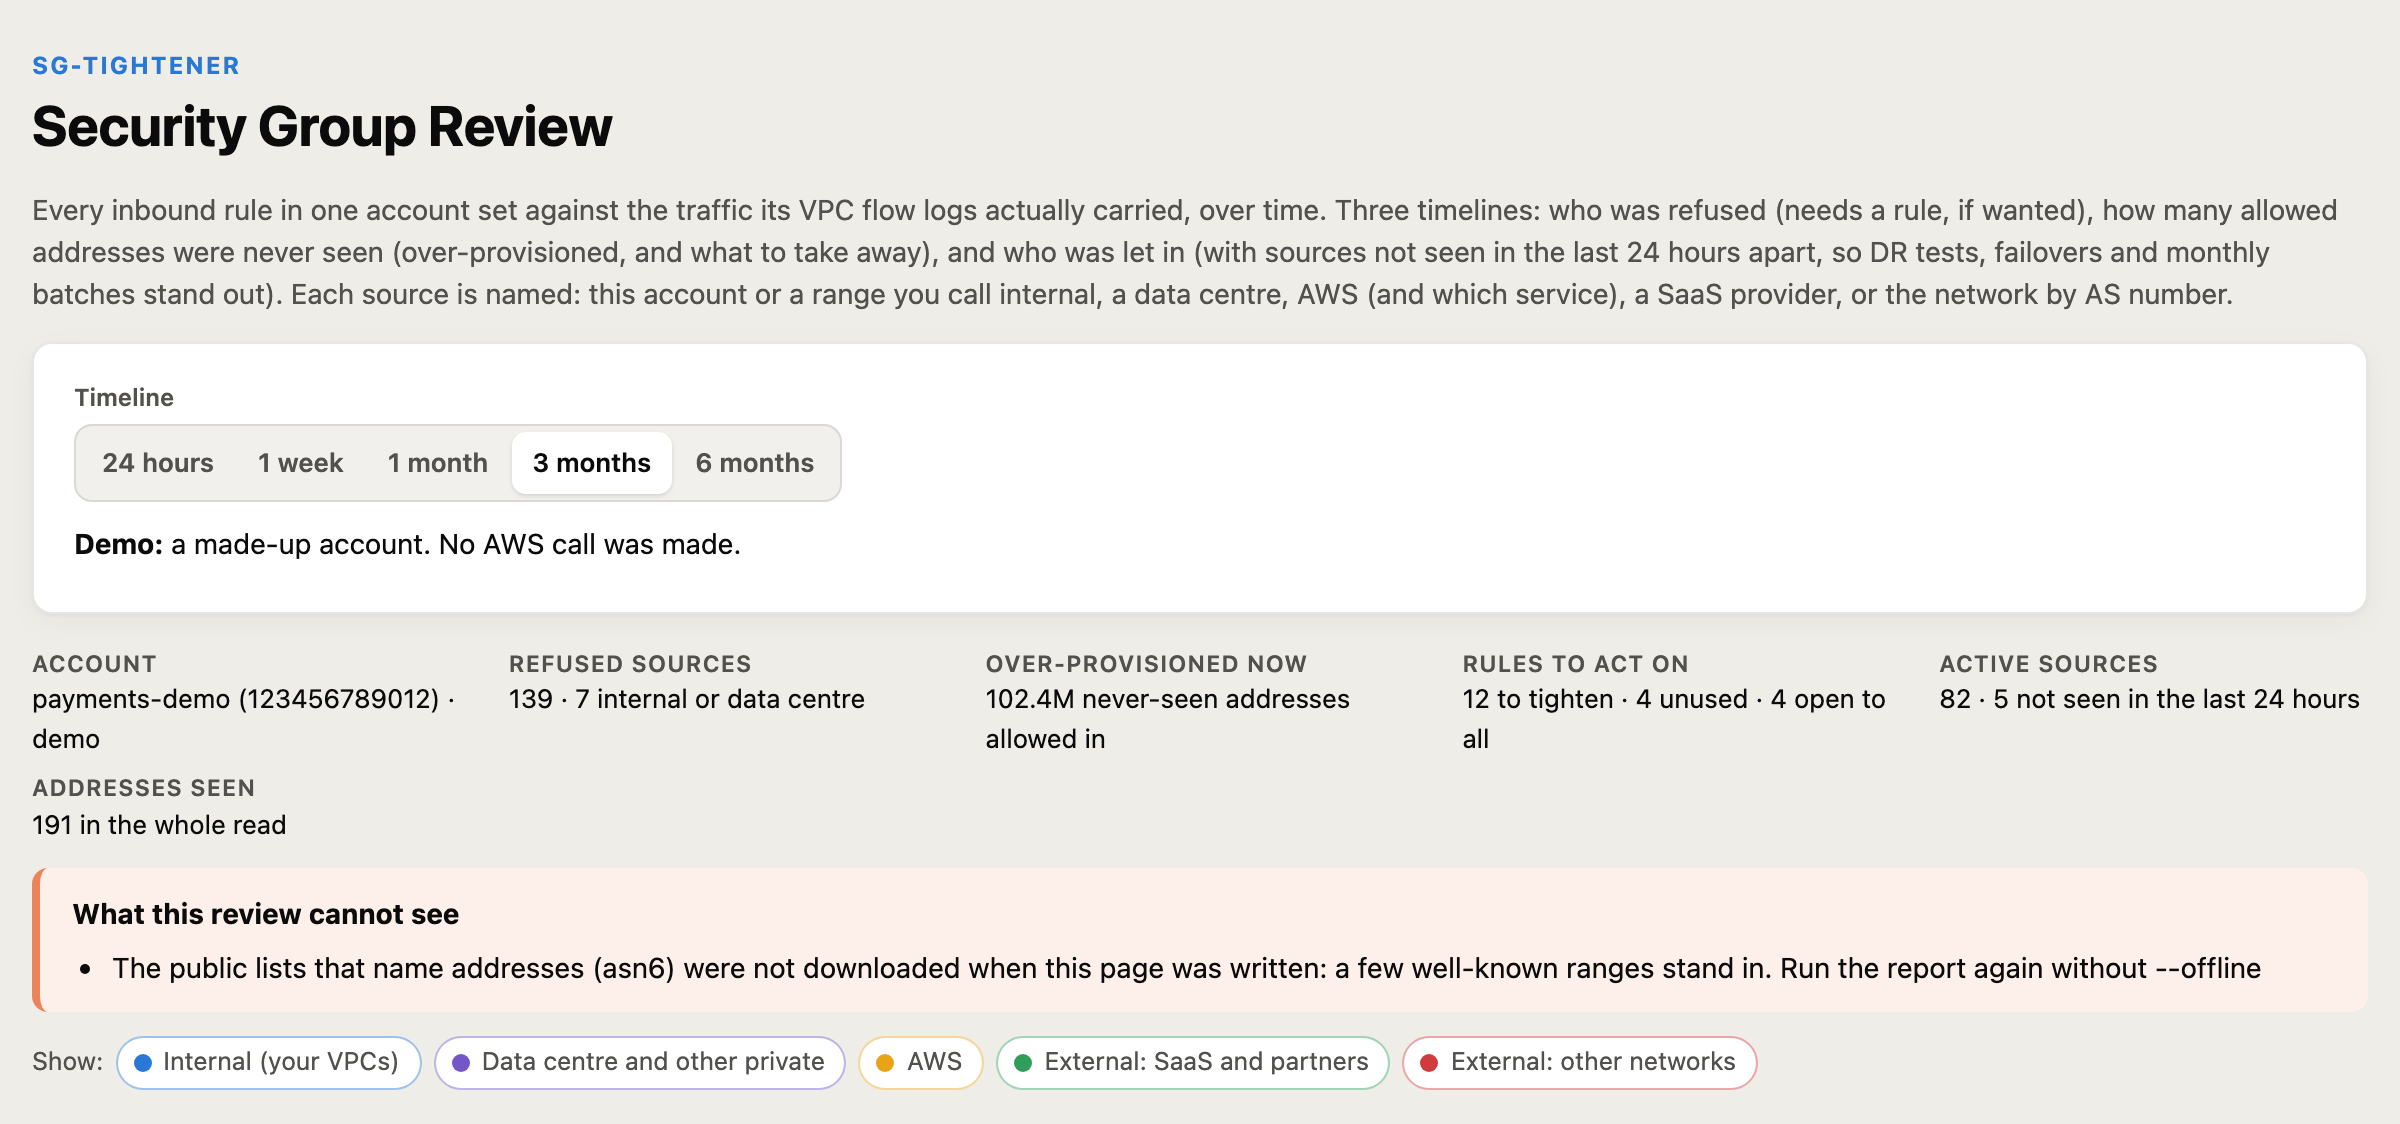 SG-TIGHTENER
Security Group Review
Every inbound rule in one account set against the traffic its VPC flow logs actually carried, over time. Three timelines: who was refused (needs a rule, if wanted), how many allowed
addresses were never seen (over-provisioned, and what to take away), and who was let in (with sources not seen in the last 24 hours apart, so DR tests, failovers and monthly
batches stand out). Each source is named: this account or a range you call internal, a data centre, AWS (and which service), a SaaS provider, or the network by AS number.
Timeline
24 hours 1 week 1 month 3 months 6 months
Demo: a made-up account. No AWS call was made.
ACCOUNT
payments-demo (123456789012) ·
demo
REFUSED SOURCES
139 · 7 internal or data centre
OVER-PROVISIONED NOW
102.4M never-seen addresses
allowed in
RULES TO ACT ON
12 to tighten · 4 unused · 4 open to
all
ACTIVE SOURCES
82 · 5 not seen in the last 24 hours
ADDRESSES SEEN
191 in the whole read
What this review cannot see
• The public lists that name addresses (asn6) were not downloaded when this page was written: a few well-known ranges stand in. Run the report again without --offline
Show: Internal (your VPCs) Data centre and other private AWS External: SaaS and partners External: other networks